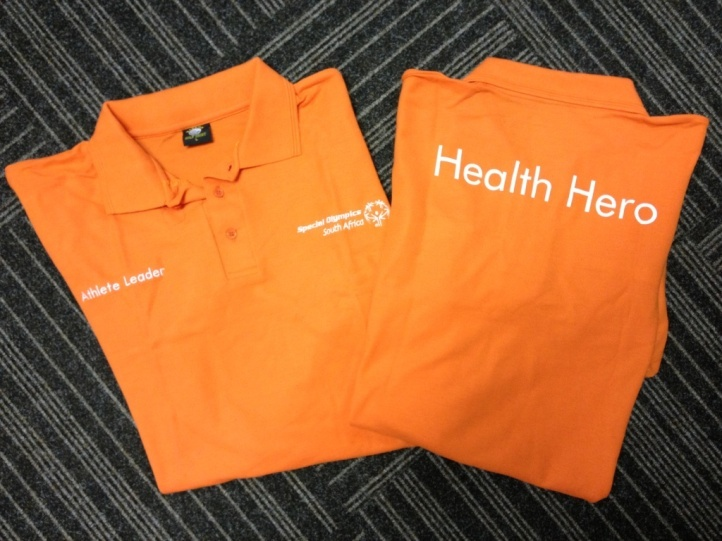 Athlete Leader
Special Olympics
South Africa
Health Hero